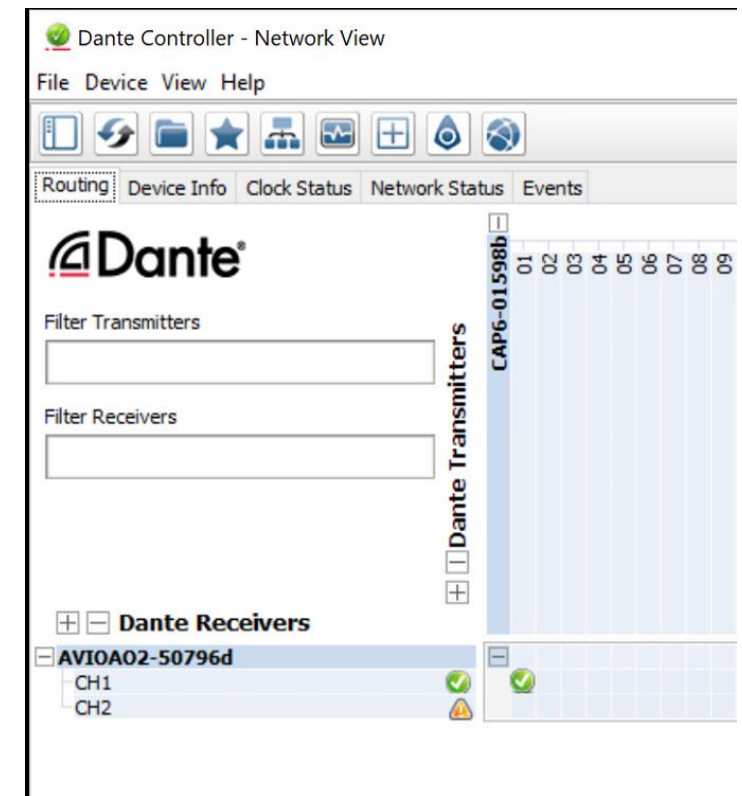 Dante Controller - Network View
File Device View Help
Routing Device Info Clock Status Network Status Events
Dante®
Filter Transmitters
Filter Receivers
Dante Transmitters
CAP6-01598b
01 02 03 04 05 06 07 08 09
Dante Receivers
AVIOAO2-50796d
CH1
CH2